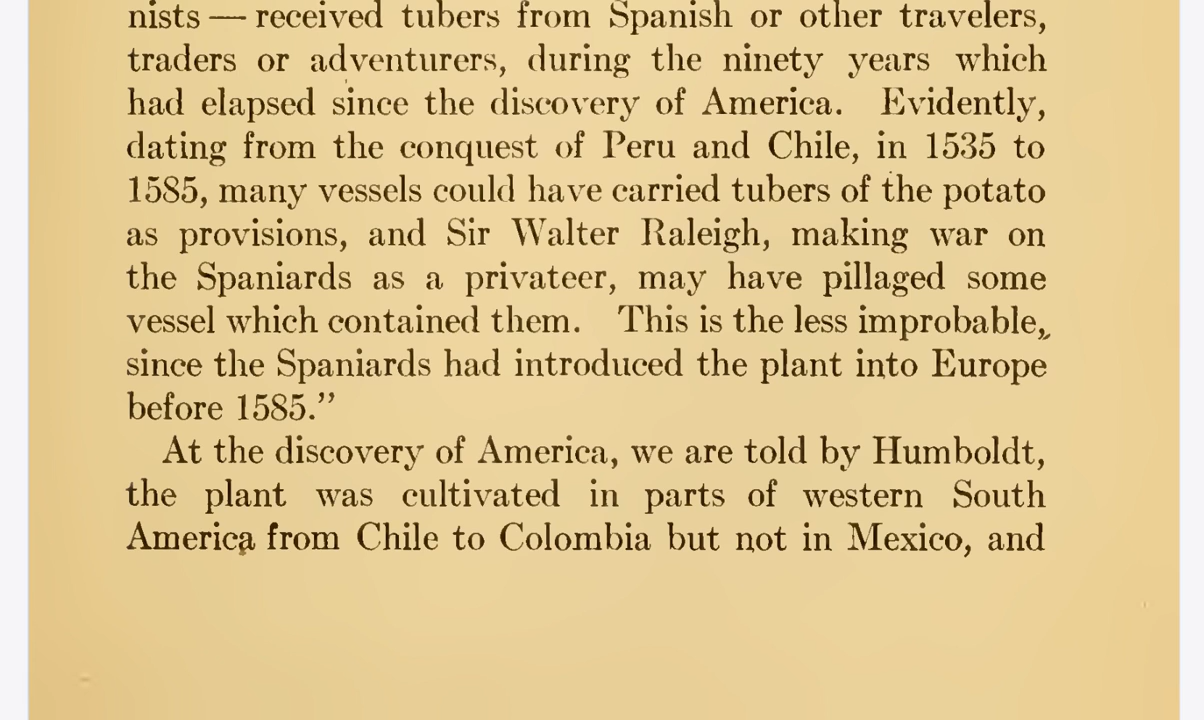 nists — received tubers from Spanish or other travelers,
traders or adventurers, during the ninety years which
had elapsed since the discovery of America. Evidently,
dating from the conquest of Peru and Chile, in 1535 to
1585, many vessels could have carried tubers of the potato
as provisions, and Sir Walter Raleigh, making war on
the Spaniards as a privateer, may have pillaged some
vessel which contained them. This is the less improbable,
since the Spaniards had introduced the plant into Europe
before 1585.”
At the discovery of America, we are told by Humboldt,
the plant was cultivated in parts of western South
America from Chile to Colombia but not in Mexico, and